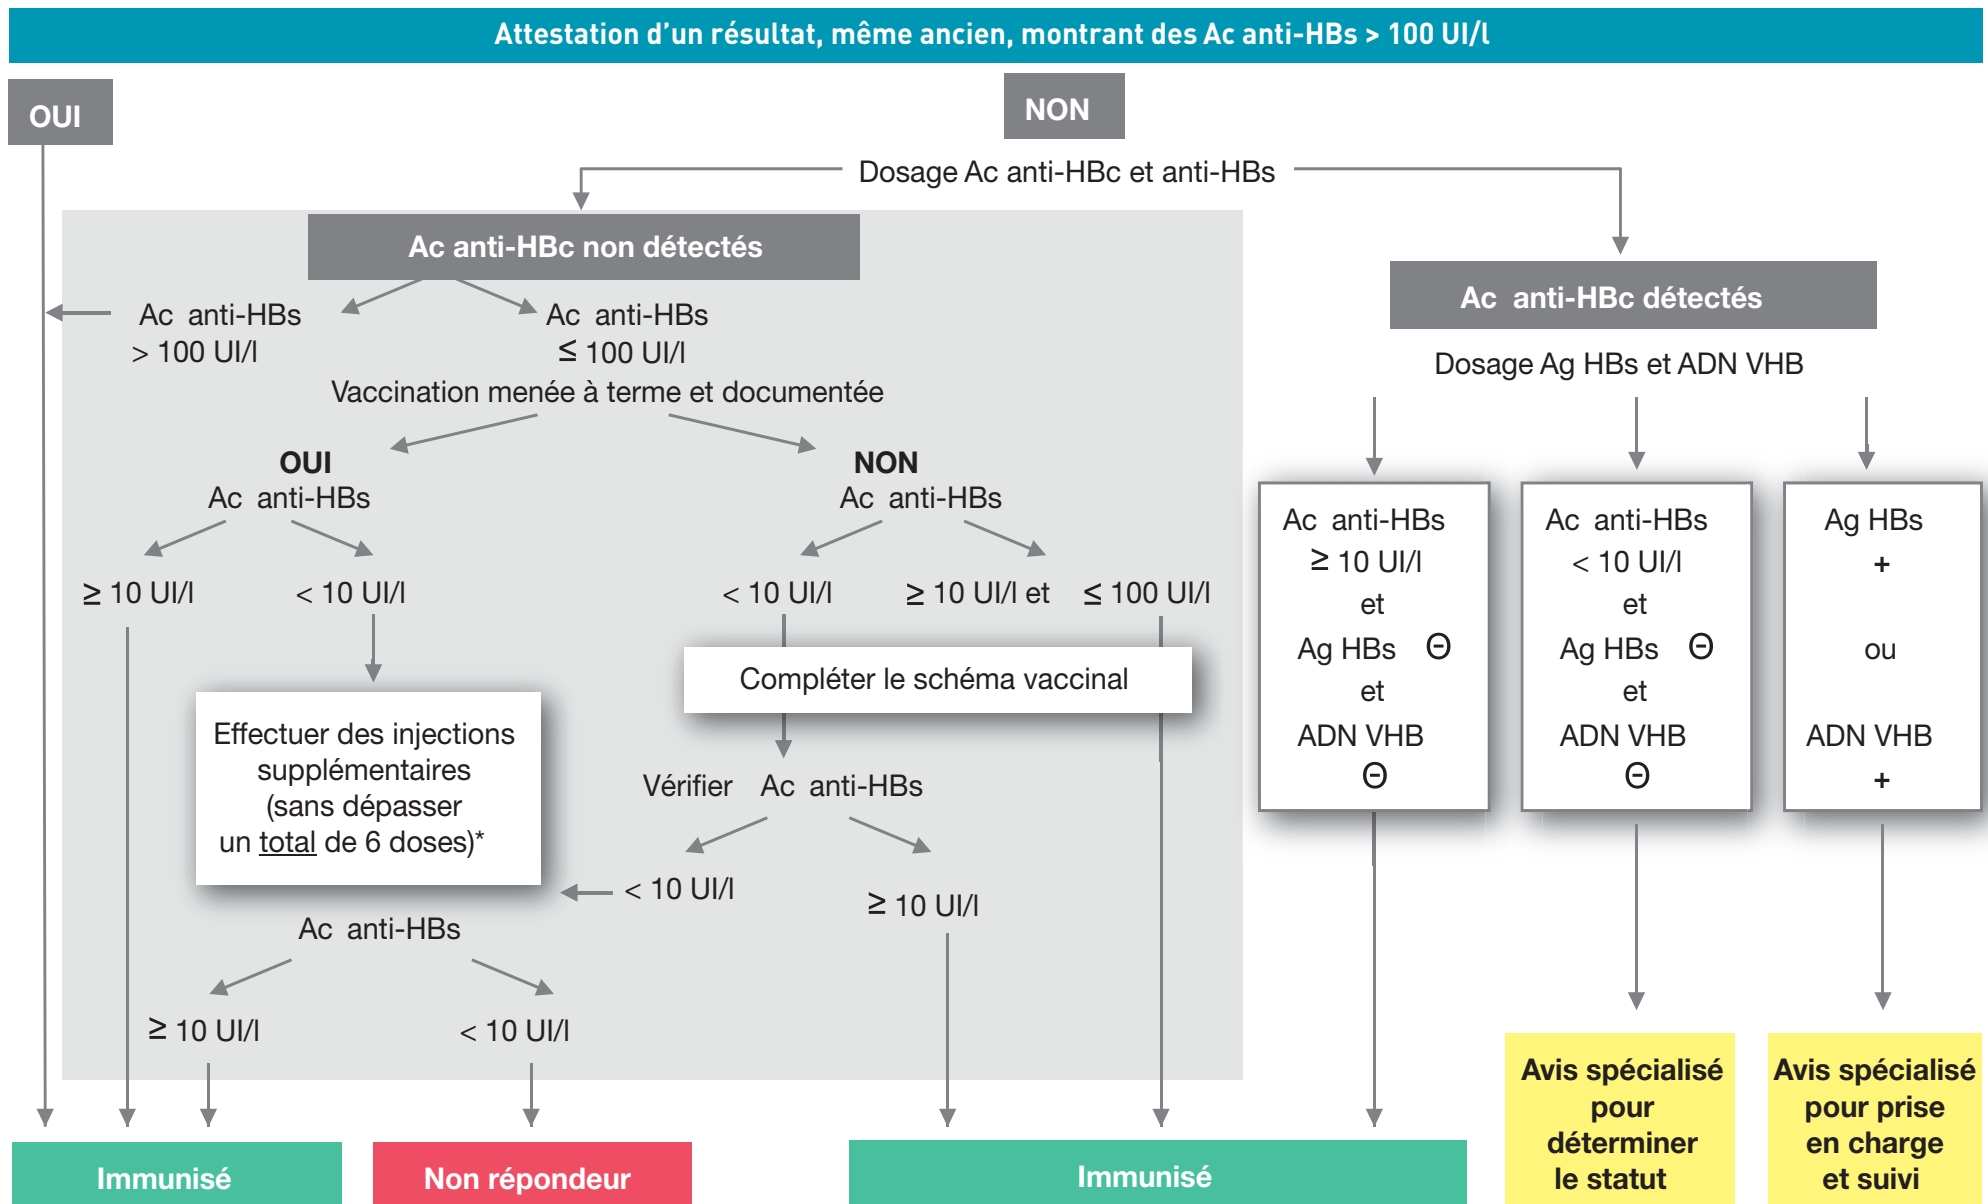 Attestation d'un résultat, même ancien, montrant des Ac anti-HBs > 100 UI/l
OUI
NON
Dosage Ac anti-HBc et anti-HBs
Ac anti-HBc non détectés
Ac anti-HBs
> 100 UI/l
Ac anti-HBs
≤ 100 UI/l
Vaccination menée à terme et documentée
OUI
Ac anti-HBs
NON
Ac anti-HBs
≥ 10 UI/l
< 10 UI/l
< 10 UI/l
≥ 10 UI/l et ≤ 100 UI/l
Effectuer des injections
supplémentaires
(sans dépasser
un total de 6 doses)*
Compléter le schéma vaccinal
Vérifier Ac anti-HBs
< 10 UI/l
≥ 10 UI/l
Ac anti-HBs
≥ 10 UI/l
< 10 UI/l
Ac anti-HBc détectés
Dosage Ag HBs et ADN VHB
Ac anti-HBs
≥ 10 UI/l
et
Ag HBs Θ
et
ADN VHB
Θ
Ac anti-HBs
< 10 UI/l
et
Ag HBs Θ
et
ADN VHB
Θ
Ag HBs
+
ou
ADN VHB
+
Immunisé
Non répondeur
Immunisé
Avis spécialisé
pour
déterminer
le statut
Avis spécialisé
pour prise
en charge
et suivi